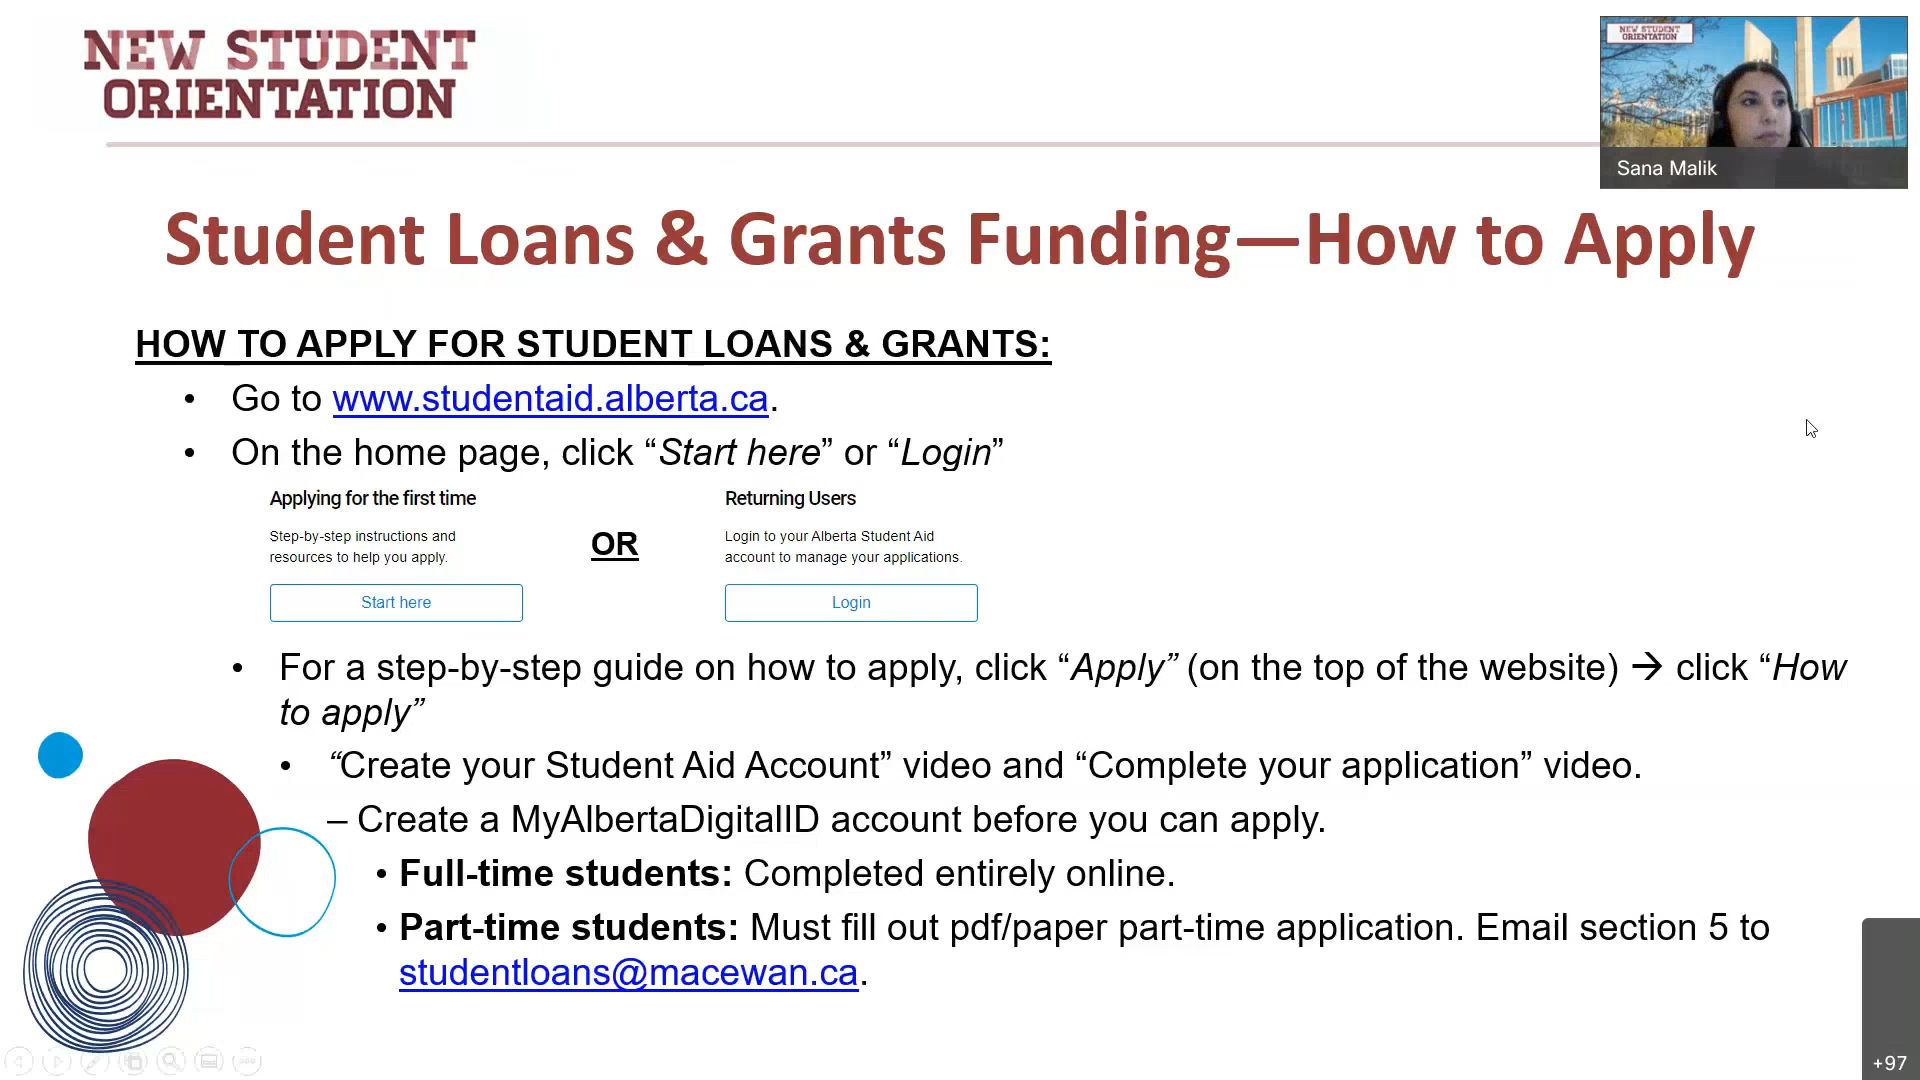 NEW STUDENT
ORIENTATION
NEW STUDENT
ORIENTATION
Sana Malik
Student Loans & Grants Funding—How to Apply
HOW TO APPLY FOR STUDENT LOANS & GRANTS:
• Go to www.studentaid.alberta.ca.
• On the home page, click “Start here” or “Login”
Applying for the first time
Step-by-step instructions and
resources to help you apply.
Start here
OR
Returning Users
Login to your Alberta Student Aid
account to manage your applications.
Login
• For a step-by-step guide on how to apply, click “Apply” (on the top of the website) → click “How
to apply”
• “Create your Student Aid Account” video and “Complete your application” video.
– Create a MyAlbertaDigitalID account before you can apply.
• Full-time students: Completed entirely online.
• Part-time students: Must fill out pdf/paper part-time application. Email section 5 to
studentloans@macewan.ca.
+97